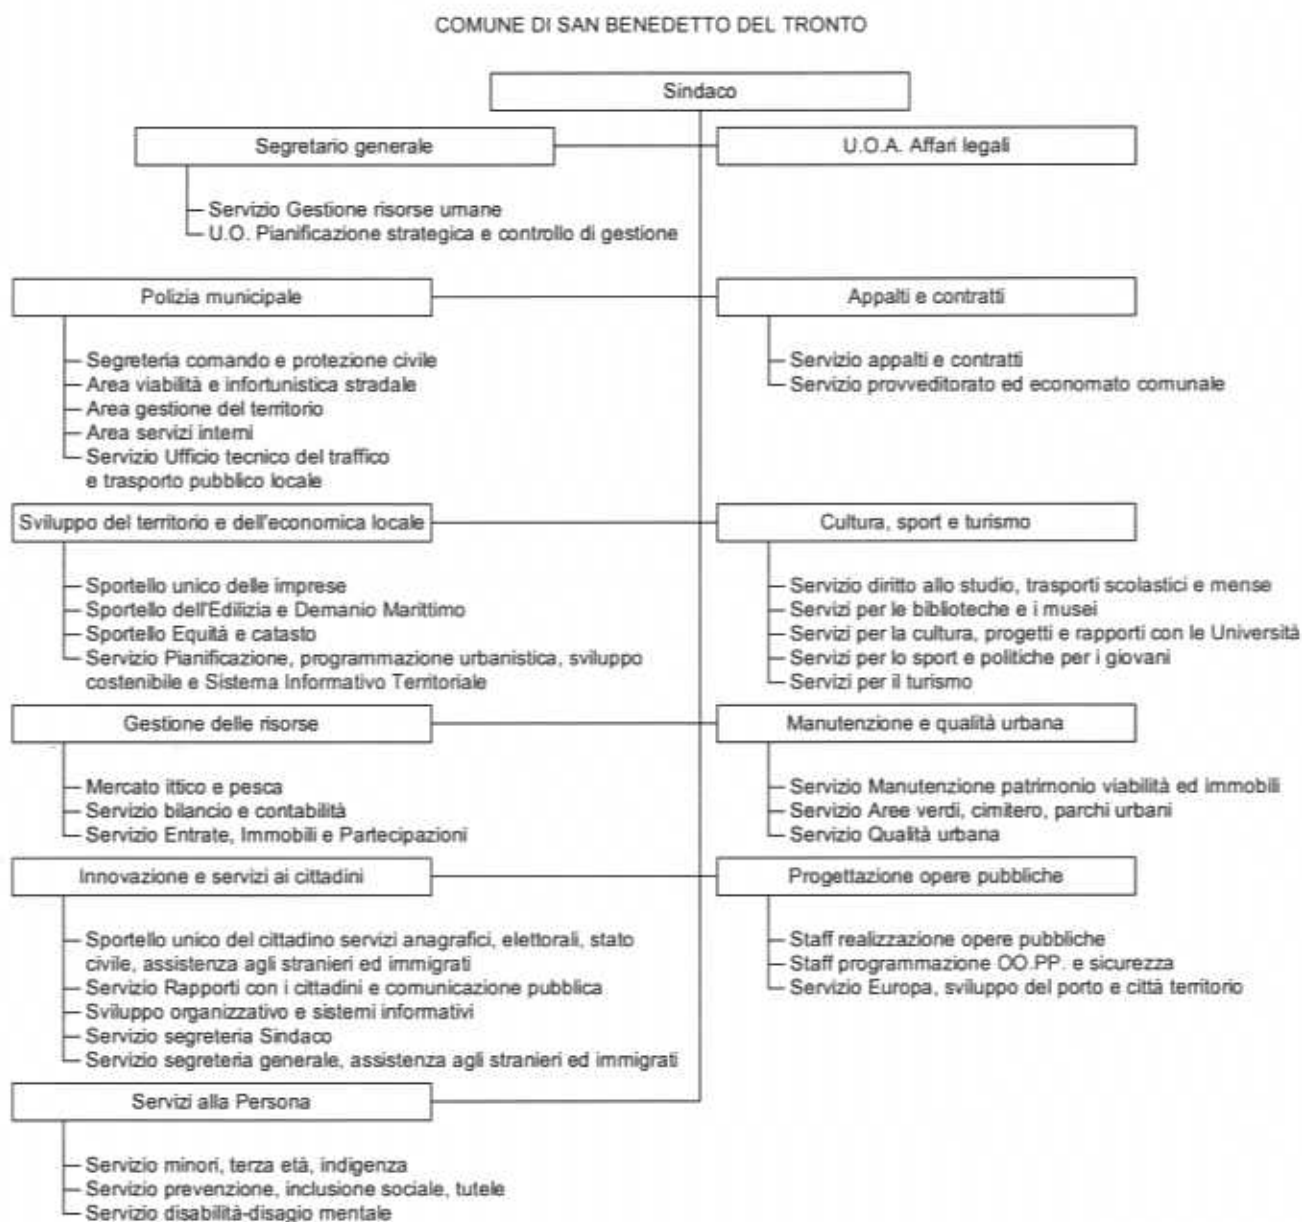 COMUNE DI SAN BENEDETTO DEL TRONTO
Sindaco
Segretario generale
U.O.A. Affari legali
Servizio Gestione risorse umane
U.O. Pianificazione strategica e controllo di gestione
Polizia municipale
Appalti e contratti
Segreteria comando e protezione civile
Area viabilità e infortunistica stradale
Area gestione del territorio
Area servizi interni
Servizio Ufficio tecnico del traffico
e trasporto pubblico locale
Servizio appalti e contratti
Servizio provveditorato ed economato comunale
Sviluppo del territorio e dell'economica locale
Cultura, sport e turismo
Sportello unico delle imprese
Sportello dell'Edilizia e Demanio Marittimo
Sportello Equità e catasto
Servizio Pianificazione, programmazione urbanistica, sviluppo
costenibile e Sistema Informativo Territoriale
Servizio diritto allo studio, trasporti scolastici e mense
Servizi per le biblioteche e i musei
Servizi per la cultura, progetti e rapporti con le Università
Servizi per lo sport e politiche per i giovani
Servizi per il turismo
Gestione delle risorse
Manutenzione e qualità urbana
Mercato ittico e pesca
Servizio bilancio e contabilità
Servizio Entrate, Immobili e Partecipazioni
Servizio Manutenzione patrimonio viabilità ed immobili
Servizio Aree verdi, cimitero, parchi urbani
Servizio Qualità urbana
Innovazione e servizi ai cittadini
Progettazione opere pubbliche
Sportello unico del cittadino servizi anagrafici, elettorali, stato
civile, assistenza agli stranieri ed immigrati
Servizio Rapporti con i cittadini e comunicazione pubblica
Sviluppo organizzativo e sistemi informativi
Servizio segreteria Sindaco
Servizio segreteria generale, assistenza agli stranieri ed immigrati
Staff realizzazione opere pubbliche
Staff programmazione OO.PP. e sicurezza
Servizio Europa, sviluppo del porto e città territorio
Servizi alla Persona
Servizio minori, terza età, indigenza
Servizio prevenzione, inclusione sociale, tutele
Servizio disabilità-disagio mentale